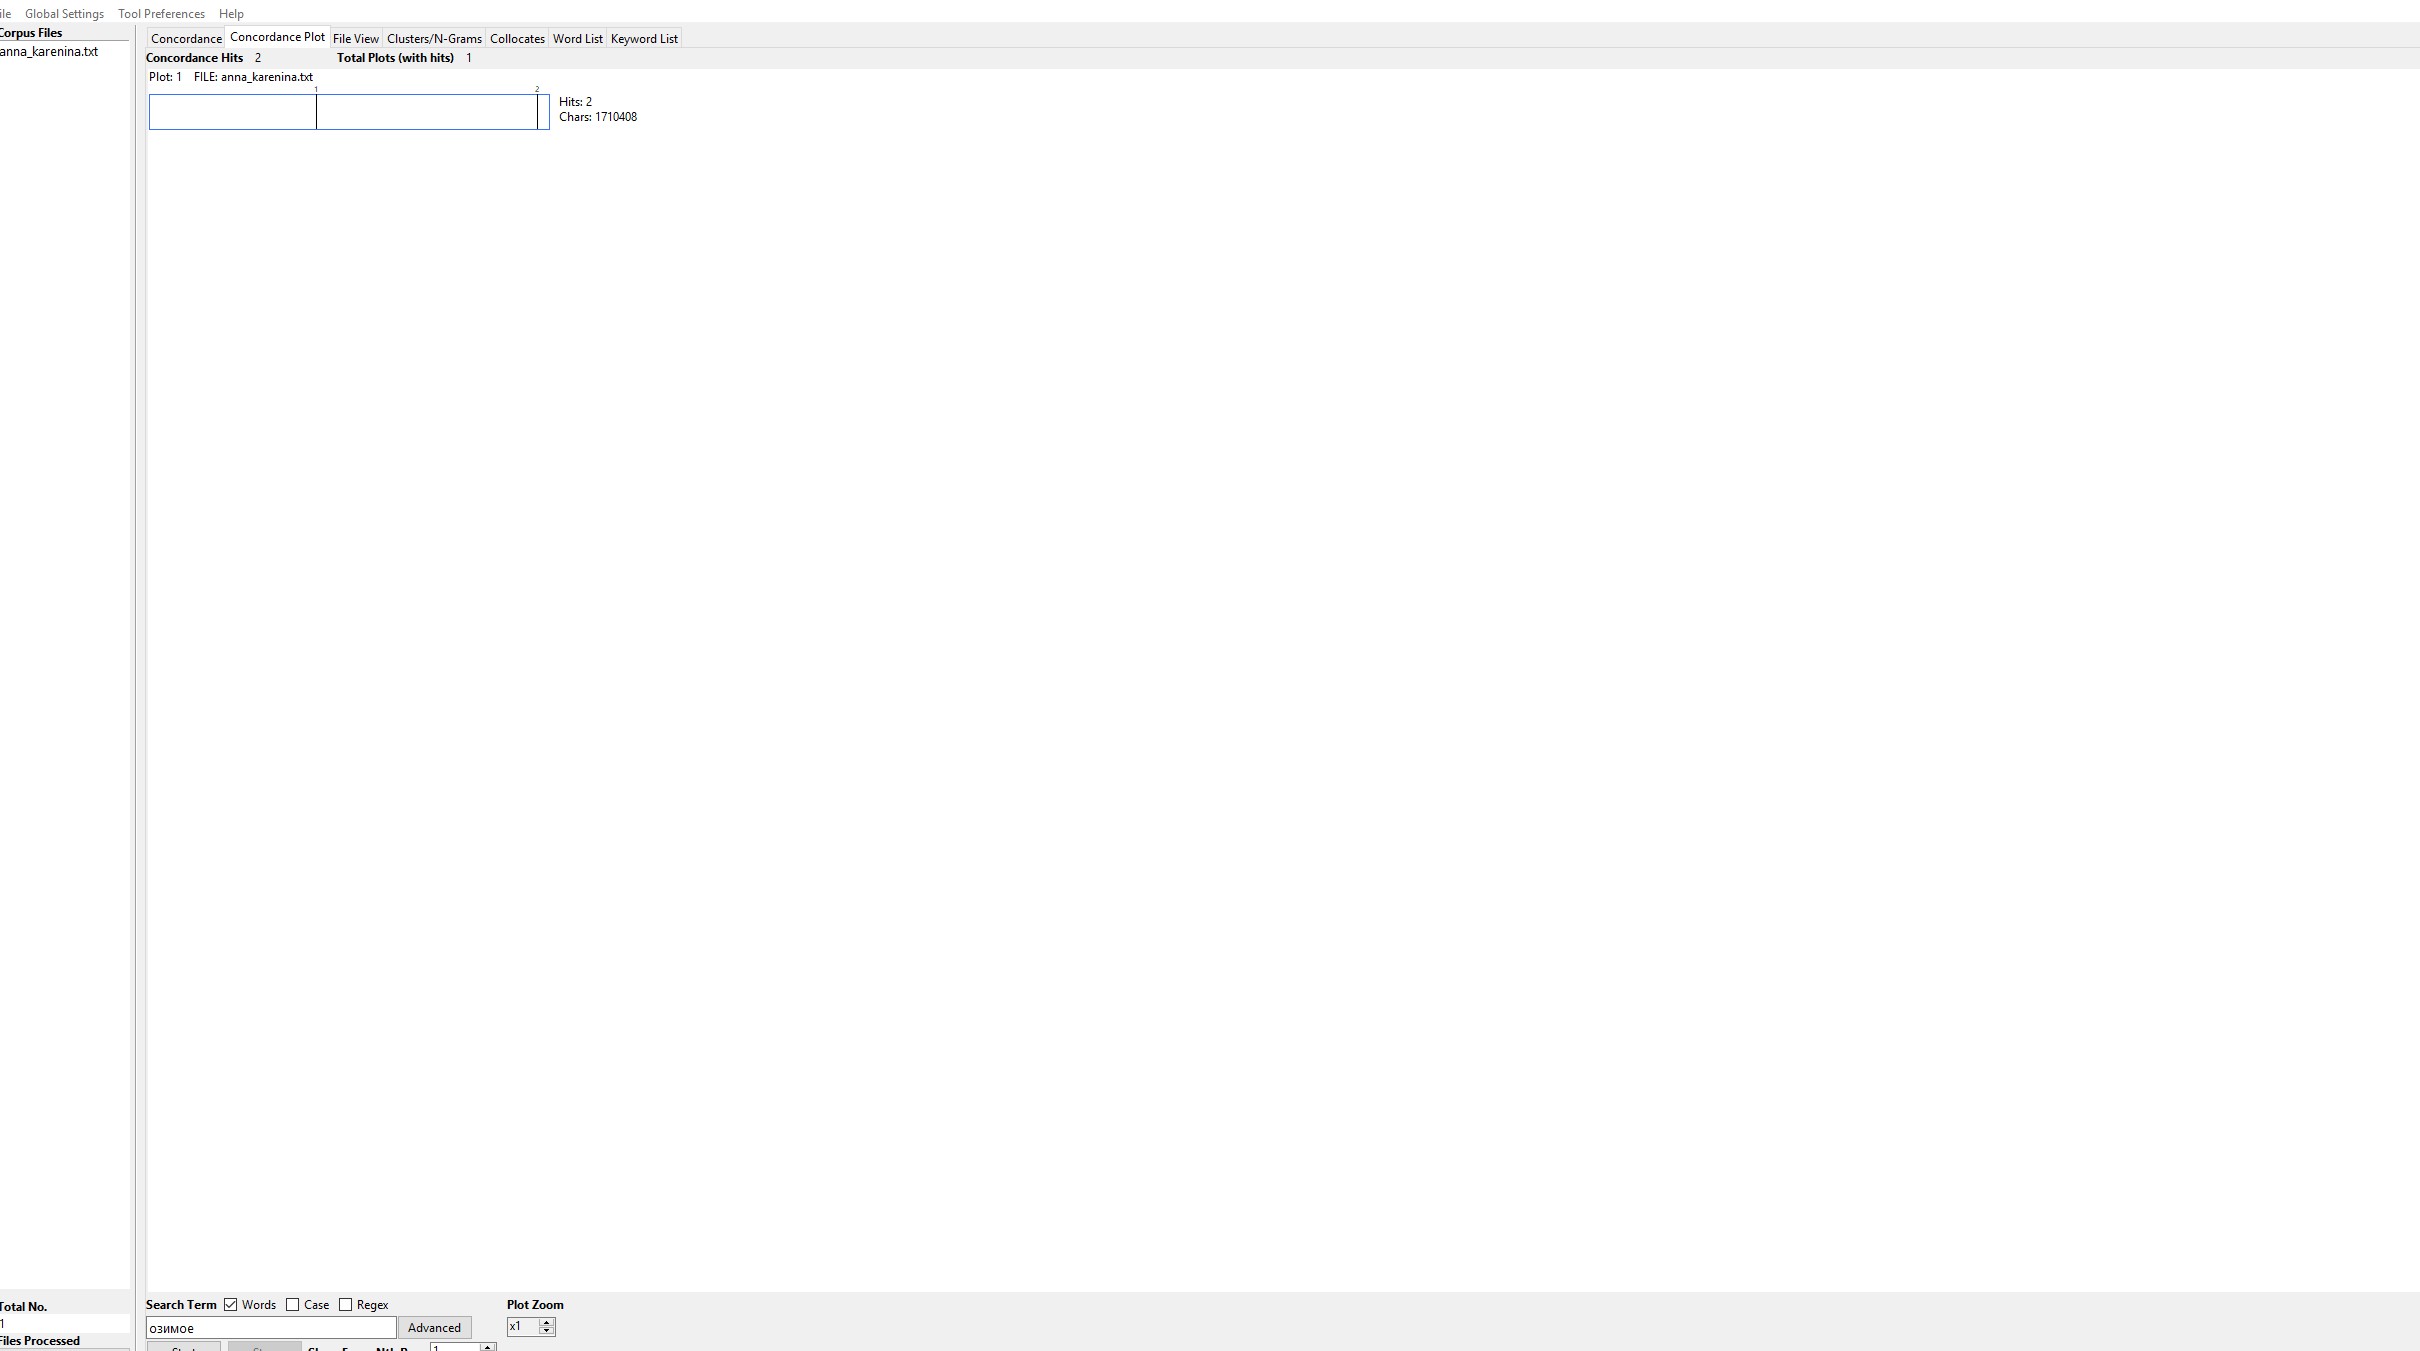 ile Global Settings Tool Preferences Help
Corpus Files
anna_karenina.txt
Concordance Concordance Plot File View Clusters/N-Grams Collocates Word List Keyword List
Concordance Hits 2 Total Plots (with hits) 1
Plot: 1 FILE: anna_karenina.txt
1 2
Hits: 2
Chars: 1710408
Total No.
1
Files Processed
Search Term Words Case Regex Plot Zoom
озимое Advanced x1
1